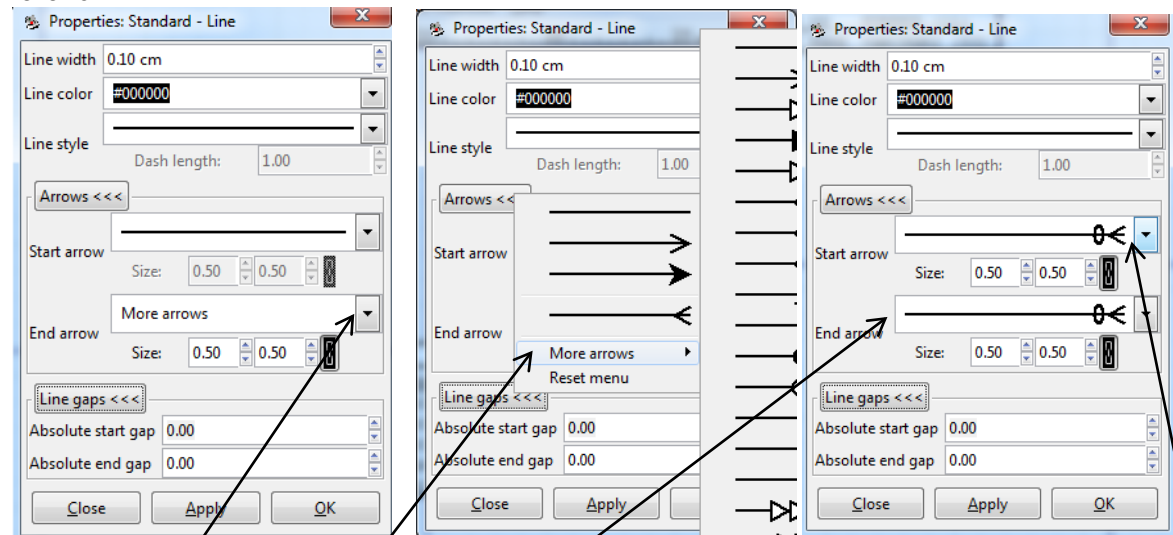 Properties: Standard - Line
Line width 0.10 cm
Line color #000000
Line style
Dash length: 1.00
Arrows <<<
Start arrow
Size: 0.50 0.50
More arrows
End arrow
Size: 0.50 0.50
Line gaps <<<
Absolute start gap 0.00
Absolute end gap 0.00
Close Apply OK
Properties: Standard - Line
Line width 0.10 cm
Line color #000000
Line style
Dash length: 1.00
Arrows <<
Start arrow
End arrow
More arrows
Reset menu
Line gaps <<<
Absolute start gap 0.00
Absolute end gap 0.00
Close Apply
Properties: Standard - Line
Line width 0.10 cm
Line color #000000
Line style
Dash length: 1.00
Arrows <<<
Start arrow
Size: 0.50 0.50
End arrow
Size: 0.50 0.50
Line gaps <<<
Absolute start gap 0.00
Absolute end gap 0.00
Close Apply OK